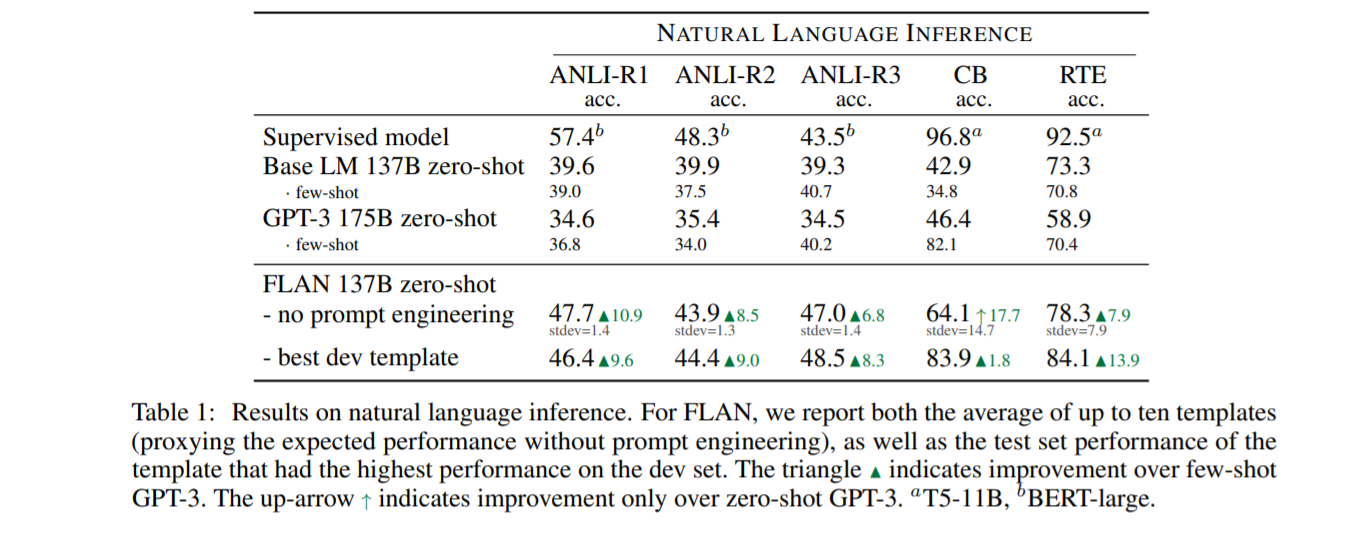 NATURAL LANGUAGE INFERENCE
ANLI-R1 ANLI-R2 ANLI-R3 CB RTE
acc. acc. acc. acc. acc.
Supervised model 57.4ᵇ 48.3ᵇ 43.5ᵇ 96.8ᵃ 92.5ᵃ
Base LM 137B zero-shot 39.6 39.9 39.3 42.9 73.3
· few-shot 39.0 37.5 40.7 34.8 70.8
GPT-3 175B zero-shot 34.6 35.4 34.5 46.4 58.9
· few-shot 36.8 34.0 40.2 82.1 70.4
FLAN 137B zero-shot
- no prompt engineering 47.7 ▲10.9 43.9 ▲8.5 47.0 ▲6.8 64.1 ↑17.7 78.3 ▲7.9
stdev=1.4 stdev=1.3 stdev=1.4 stdev=14.7 stdev=7.9
- best dev template 46.4 ▲9.6 44.4 ▲9.0 48.5 ▲8.3 83.9 ▲1.8 84.1 ▲13.9
Table 1: Results on natural language inference. For FLAN, we report both the average of up to ten templates
(proxying the expected performance without prompt engineering), as well as the test set performance of the
template that had the highest performance on the dev set. The triangle ▲ indicates improvement over few-shot
GPT-3. The up-arrow ↑ indicates improvement only over zero-shot GPT-3. ᵃT5-11B, ᵇBERT-large.